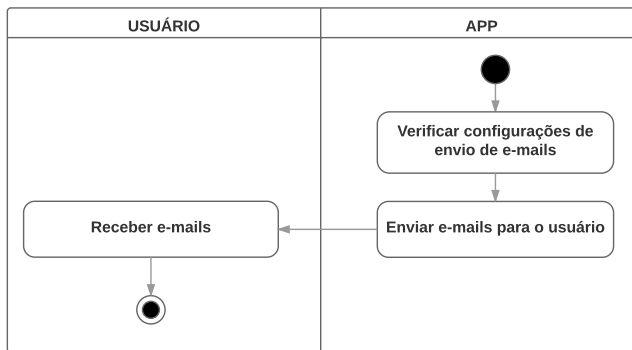 USUÁRIO
APP
Verificar configurações de
envio de e-mails
Receber e-mails
Enviar e-mails para o usuário